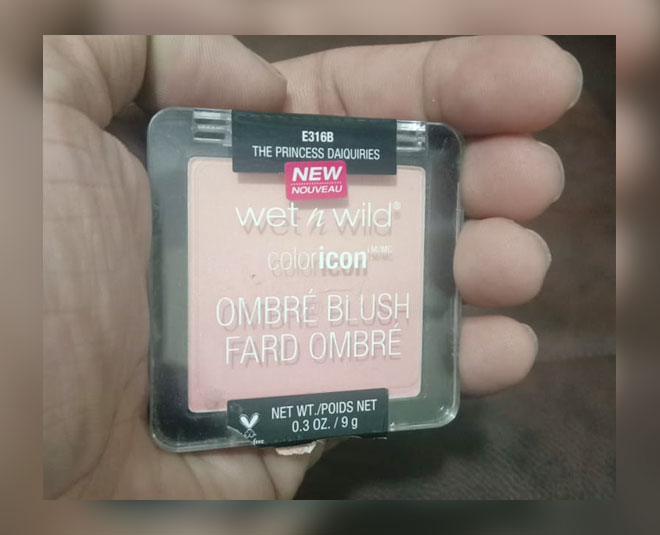 E316B
THE PRINCESS DAIQUIRIES
NEW
NOUVEAU
wet n wild®
coloricon
OMBRÉ BLUSH
FARD OMBRÉ
NET WT./POIDS NET
0.3 OZ. / 9 g
free